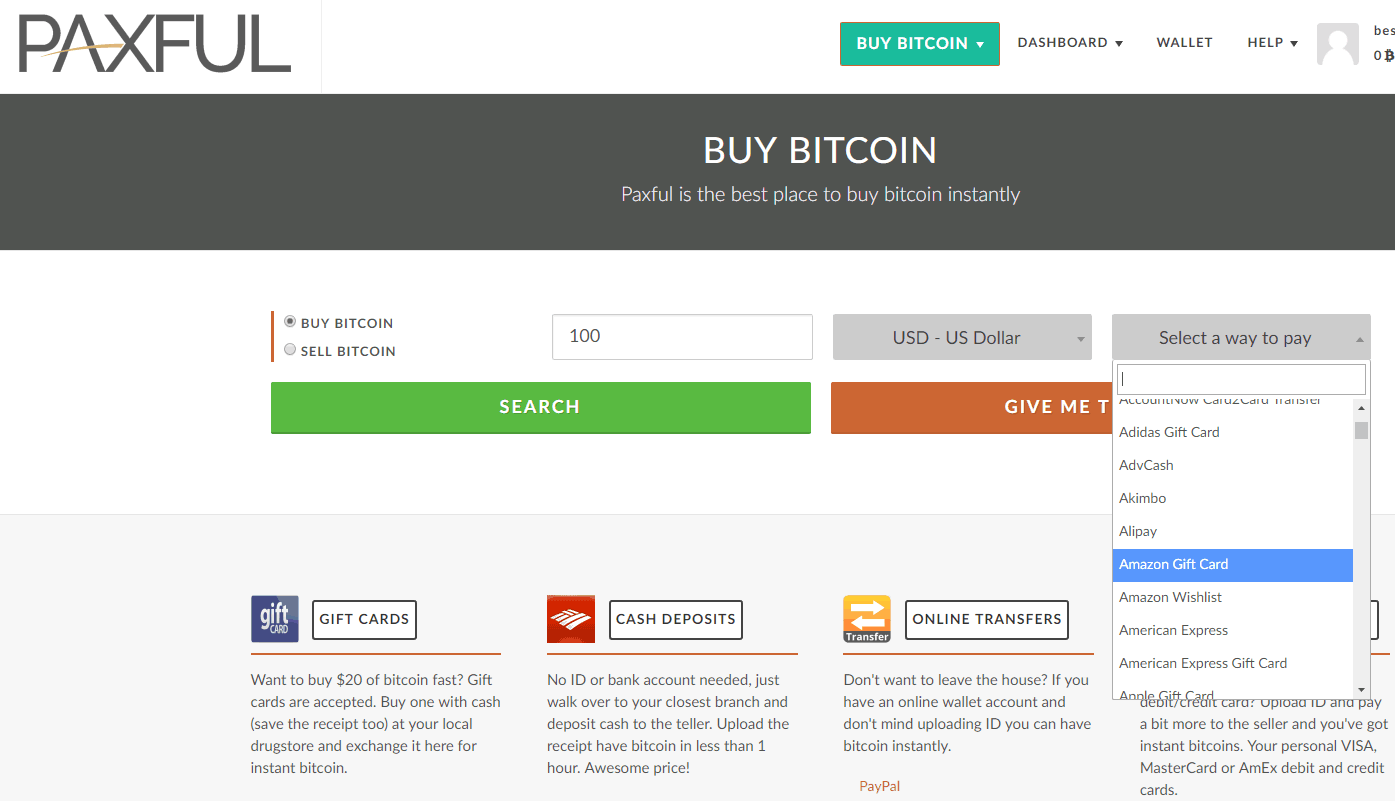 PAXFUL
BUY BITCOIN
DASHBOARD
WALLET
HELP
bes
0
BUY BITCOIN
Paxful is the best place to buy bitcoin instantly
BUY BITCOIN
SELL BITCOIN
100
USD - US Dollar
Select a way to pay
SEARCH
GIVE ME T
AccountNow Card2Card Transfer
Adidas Gift Card
AdvCash
Akimbo
Alipay
Amazon Gift Card
Amazon Wishlist
American Express
American Express Gift Card
Apple Gift Card
gift
CARD
GIFT CARDS
Want to buy $20 of bitcoin fast? Gift
cards are accepted. Buy one with cash
(save the receipt too) at your local
drugstore and exchange it here for
instant bitcoin.
CASH DEPOSITS
No ID or bank account needed, just
walk over to your closest branch and
deposit cash to the teller. Upload the
receipt have bitcoin in less than 1
hour. Awesome price!
Transfer
ONLINE TRANSFERS
Don't want to leave the house? If you
have an online wallet account and
don't mind uploading ID you can have
bitcoin instantly.
PayPal
debit/credit card? Upload ID and pay
a bit more to the seller and you've got
instant bitcoins. Your personal VISA,
MasterCard or AmEx debit and credit
cards.